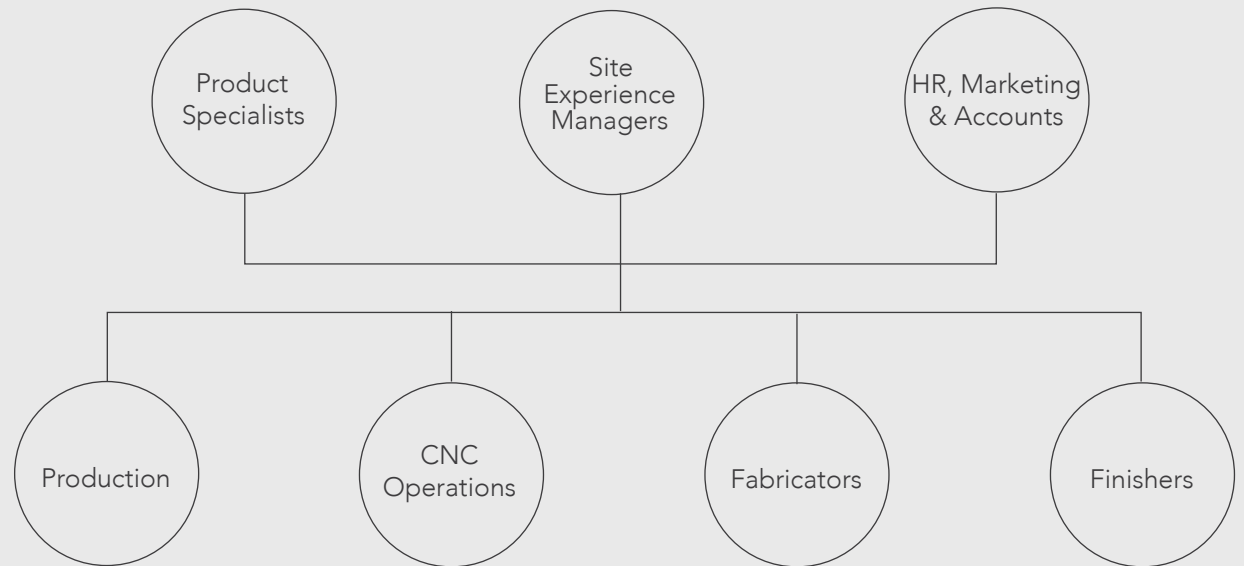 Product
Specialists
Site
Experience
Managers
HR, Marketing
& Accounts
Production
CNC
Operations
Fabricators
Finishers